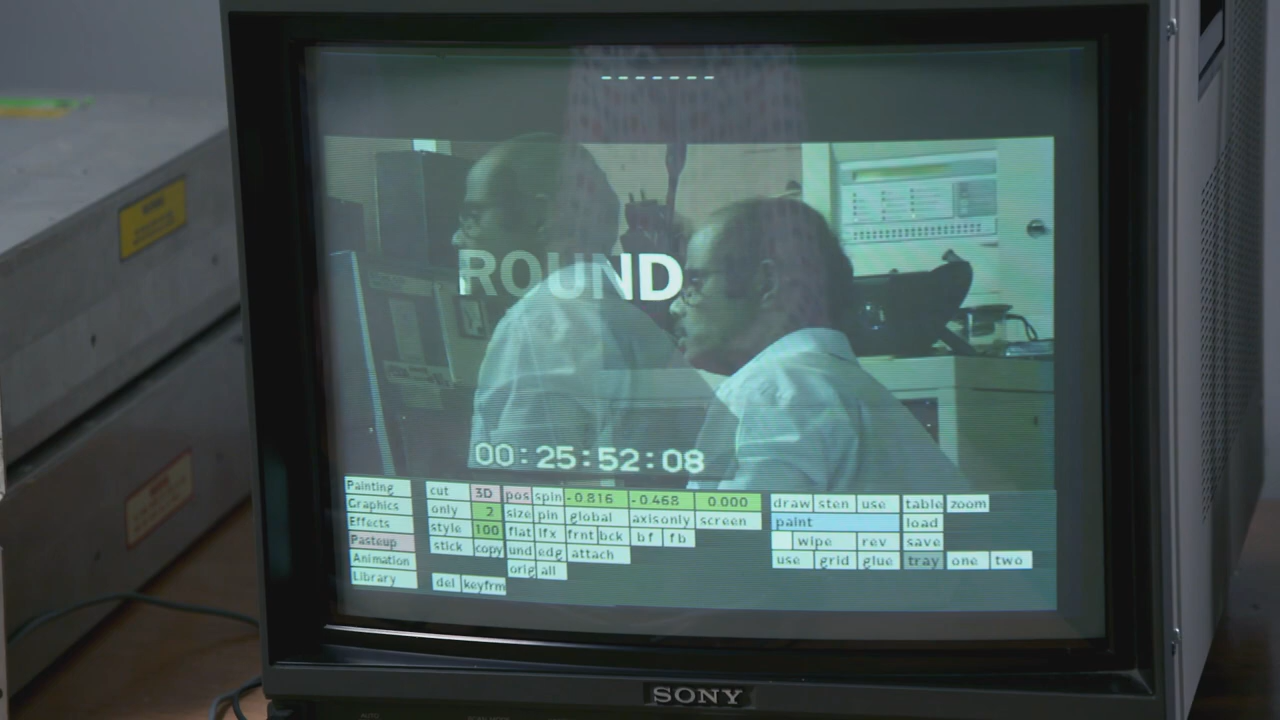 ROUND
00:25:52:08
Painting cut 3D pos spin -0.816 -0.468 0.000 draw sten use table zoom
Graphics only 2 size pin global axisonly screen paint load
Effects style 100 flat lfx frnt bck bf fb wipe rev save
Pasteup stick copy und edg attach use grid glue tray one two
Animation orig all
Library del keyfrm
SONY